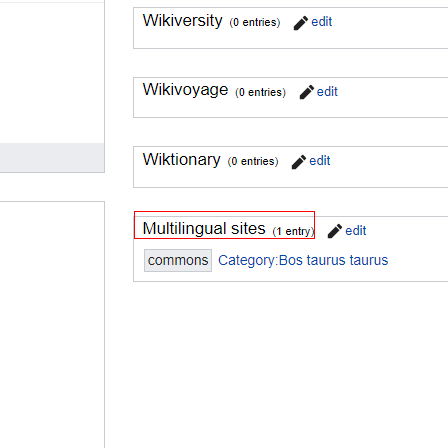 Wikiversity (0 entries) edit
Wikivoyage (0 entries) edit
Wiktionary (0 entries) edit
Multilingual sites (1 entry) edit
commons Category:Bos taurus taurus